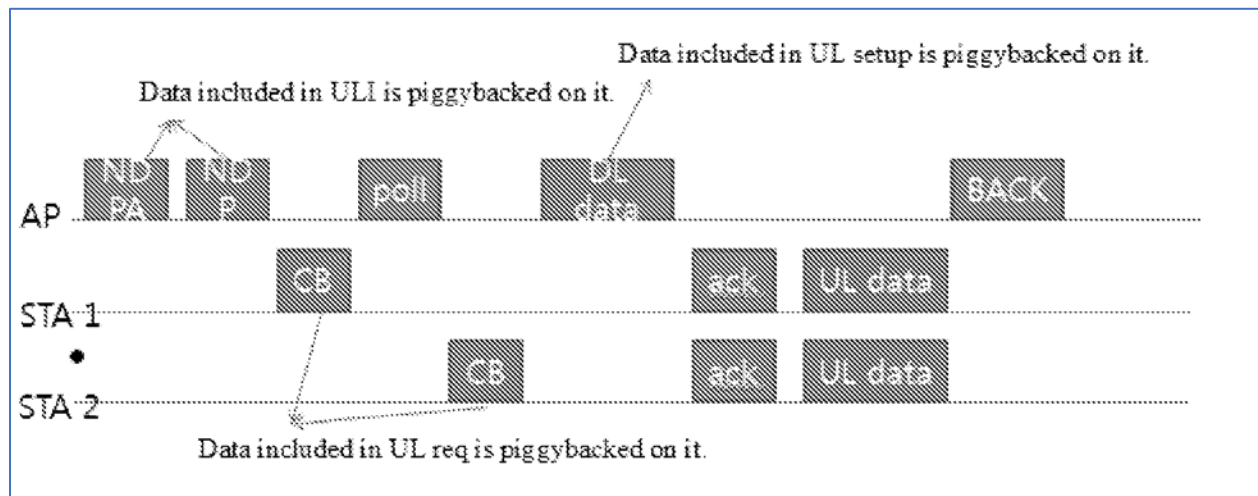 Data included in UL setup is piggybacked on it.
Data included in ULI is piggybacked on it.
ND
PA
ND
P
poll
DL
data
BACK
AP
CB
ack
UL data
STA 1
CB
ack
UL data
STA 2
Data included in UL req is piggybacked on it.